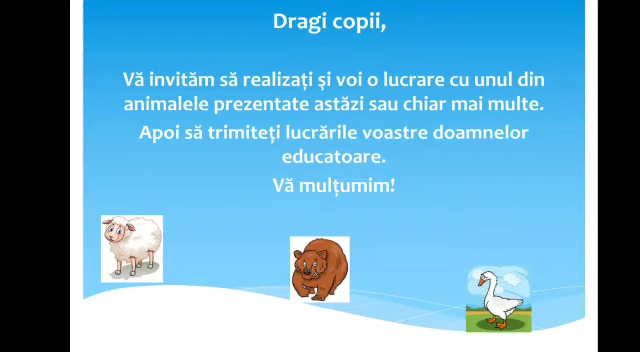 Dragi copii,
Vă invităm să realizați și voi o lucrare cu unul din
animalele prezentate astăzi sau chiar mai multe.
Apoi să trimiteți lucrările voastre doamnelor
educatoare.
Vă mulțumim!